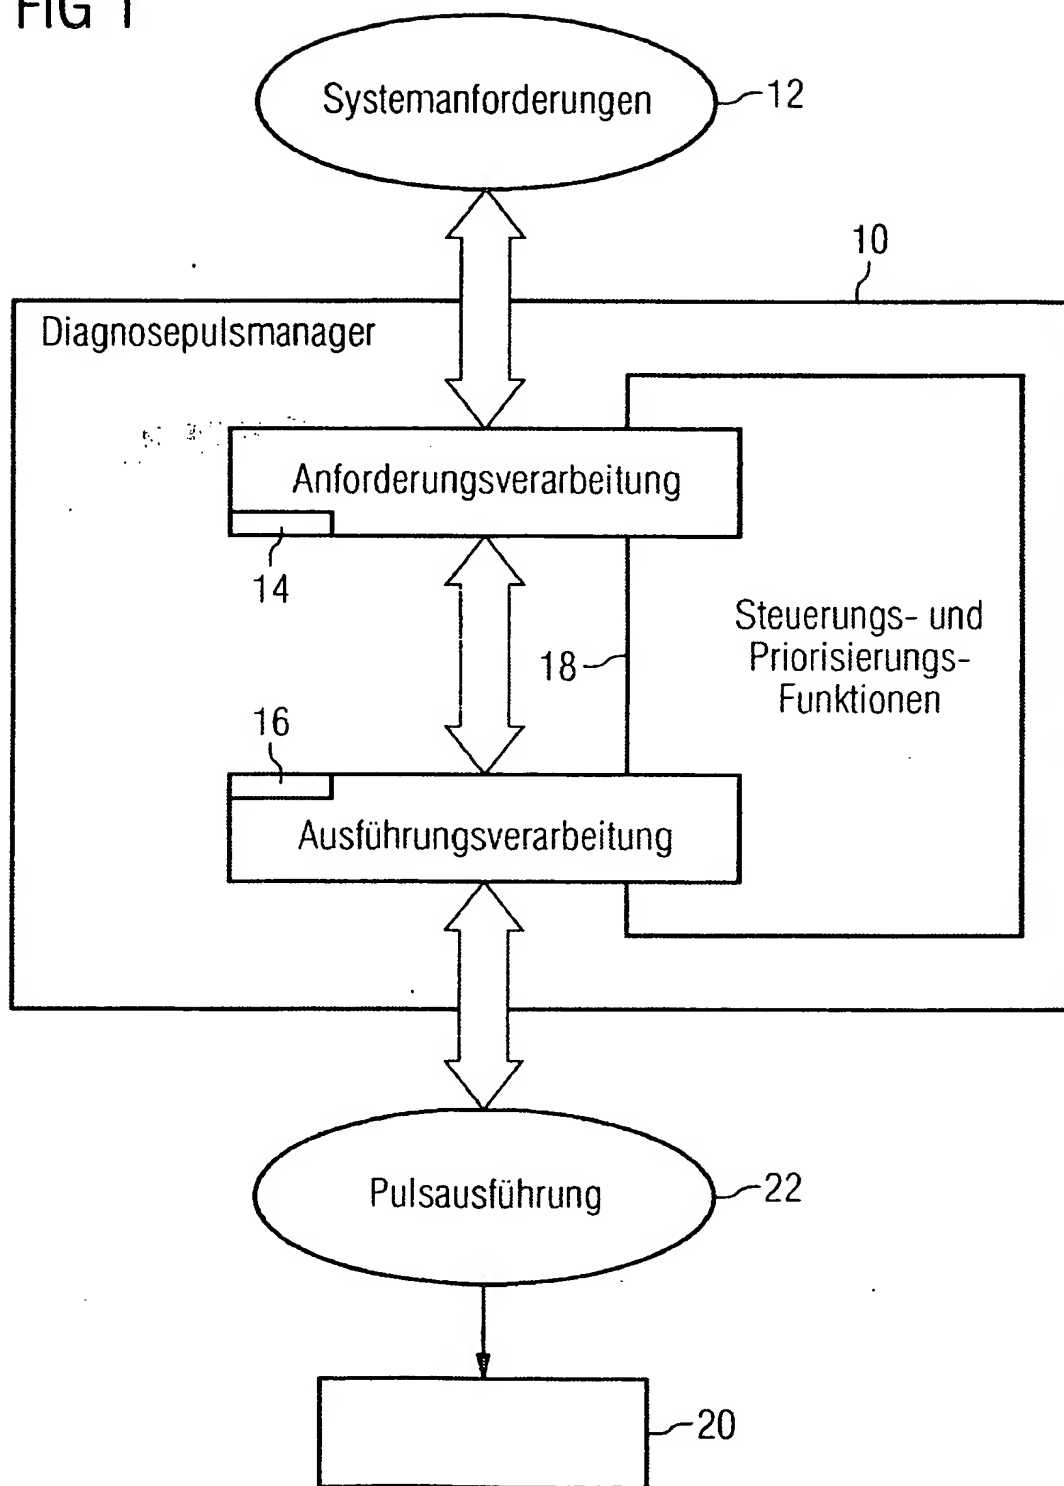 FIG 1
Systemanforderungen
12
10
Diagnosepulsmanager
Anforderungsverarbeitung
14
Steuerungs- und
Priorisierungs-
Funktionen
18
16
Ausführungsverarbeitung
Pulsausführung
22
20